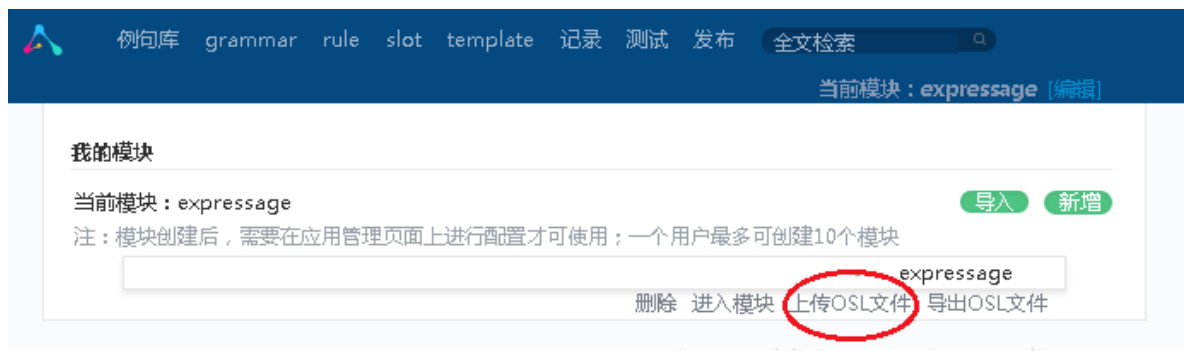 例句库 grammar rule slot template 记录 测试 发布 全文检索
当前模块：expressage [编辑]
我的模块
当前模块：expressage 导入 新增
注：模块创建后，需要在应用管理页面上进行配置才可使用；一个用户最多可创建10个模块
expressage
删除 进入模块 上传OSL文件 导出OSL文件